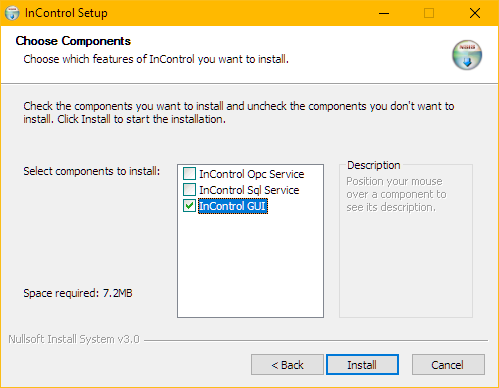 InControl Setup
Choose Components
Choose which features of InControl you want to install.
Check the components you want to install and uncheck the components you don't want to
install. Click Install to start the installation.
Select components to install:
InControl Opc Service
InControl Sql Service
InControl GUI
Description
Position your mouse
over a component to
see its description.
Space required: 7.2MB
Nullsoft Install System v3.0
< Back
Install
Cancel